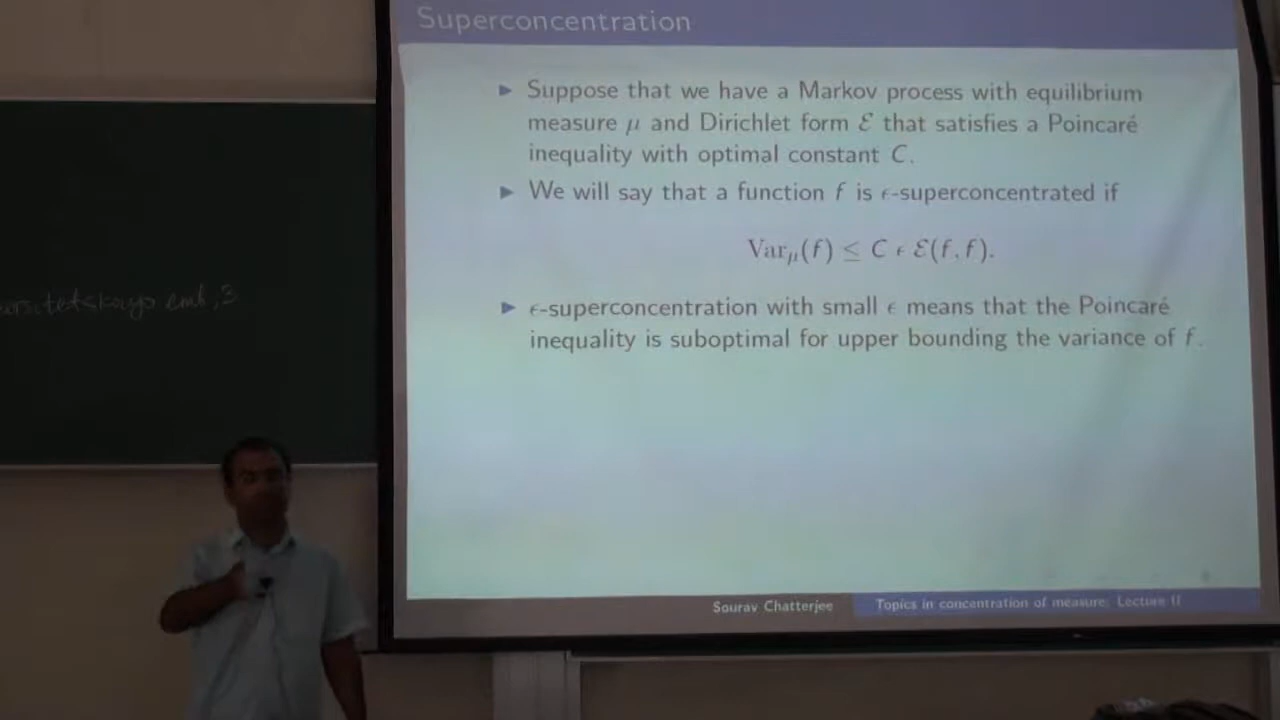 Superconcentration
▶ Suppose that we have a Markov process with equilibrium
measure μ and Dirichlet form ℰ that satisfies a Poincaré
inequality with optimal constant C.
▶ We will say that a function f is ϵ-superconcentrated if
Var_μ(f) ≤ C ϵ ℰ(f, f).
▶ ϵ-superconcentration with small ϵ means that the Poincaré
inequality is suboptimal for upper bounding the variance of f.
Sourav Chatterjee
Topics in concentration of measure: Lecture II